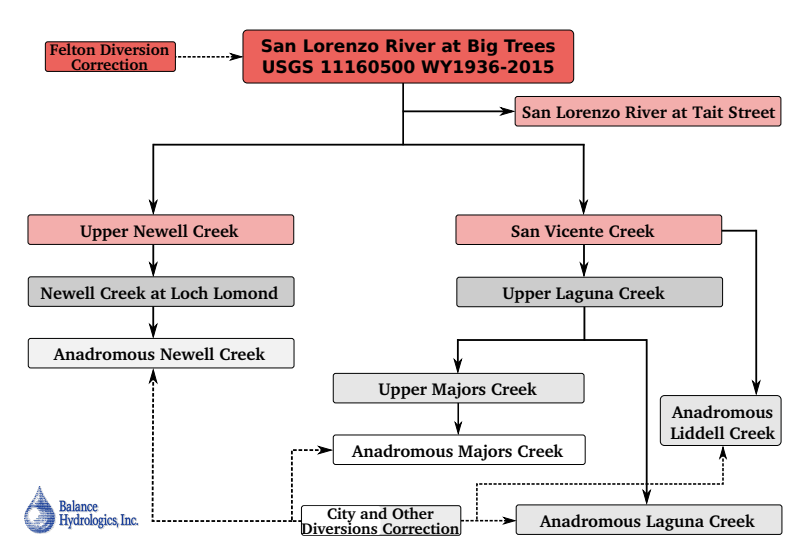 Felton Diversion
Correction
San Lorenzo River at Big Trees
USGS 11160500 WY1936-2015
San Lorenzo River at Tait Street
Upper Newell Creek
San Vicente Creek
Newell Creek at Loch Lomond
Upper Laguna Creek
Anadromous Newell Creek
Upper Majors Creek
Anadromous
Liddell Creek
Anadromous Majors Creek
Balance
Hydrologics, Inc.
City and Other
Diversions Correction
Anadromous Laguna Creek